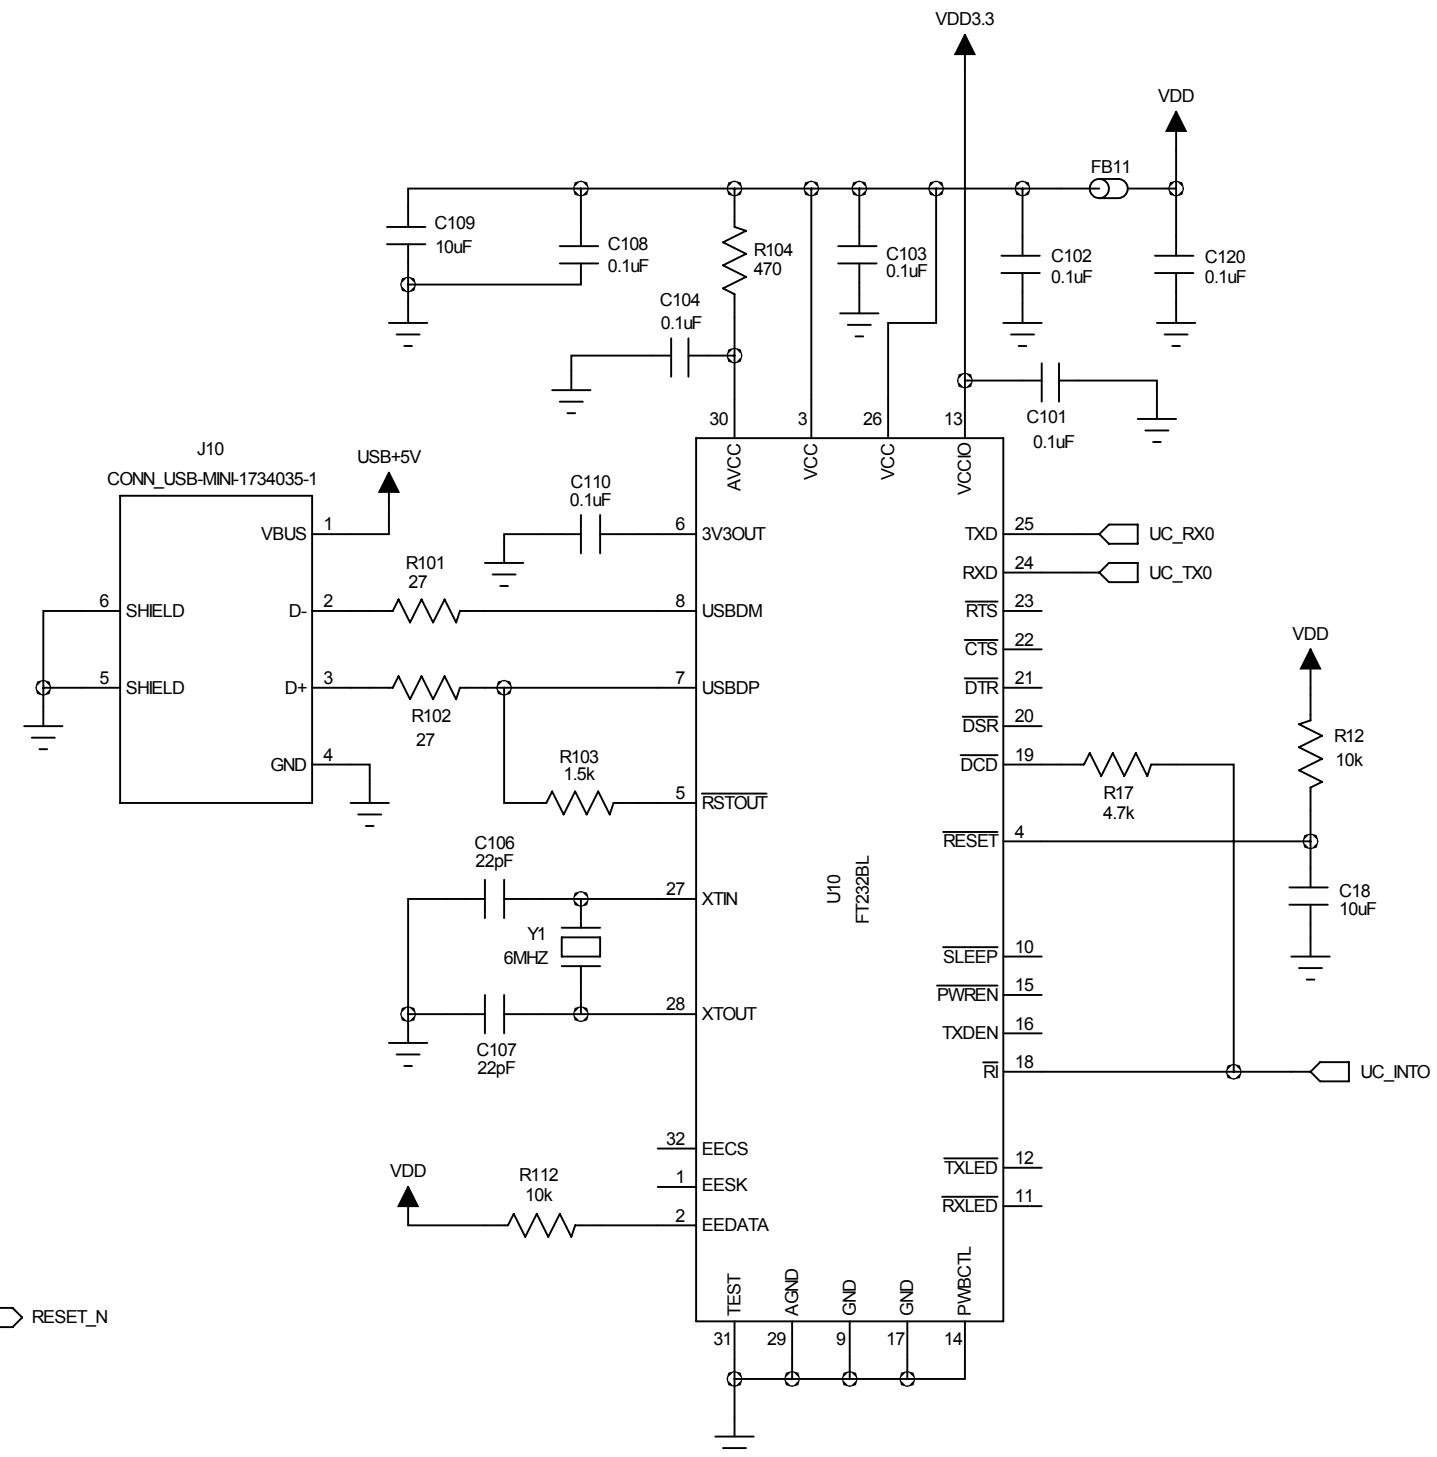 VDD3.3
VDD
FB11
C109
10uF
C108
0.1uF
R104
470
C103
0.1uF
C102
0.1uF
C120
0.1uF
C104
0.1uF
C101
0.1uF
30
3
26
13
AVCC
VCC
VCC
VCCIO
J10
CONN_USB-MINI-1734035-1
USB+5V
C110
0.1uF
VBUS
1
6
3V3OUT
TXD
25
UC_RX0
R101
27
RXD
24
UC_TX0
6
SHIELD
D-
2
8
USBDM
RTS
23
CTS
22
VDD
5
SHIELD
D+
3
7
USBDP
DTR
21
R102
27
DSR
20
R12
10k
GND
4
R103
1.5k
DCD
19
R17
4.7k
5
RSTOUT
RESET
4
C106
22pF
U10
FT232BL
27
XTIN
C18
10uF
Y1
6MHZ
SLEEP
10
PWREN
15
28
XTOUT
TXDEN
16
C107
22pF
RI
18
UC_INTO
32
EECS
TXLED
12
VDD
R112
10k
1
EESK
RXLED
11
2
EEDATA
TEST
AGND
GND
GND
PWBCTL
RESET_N
31
29
9
17
14